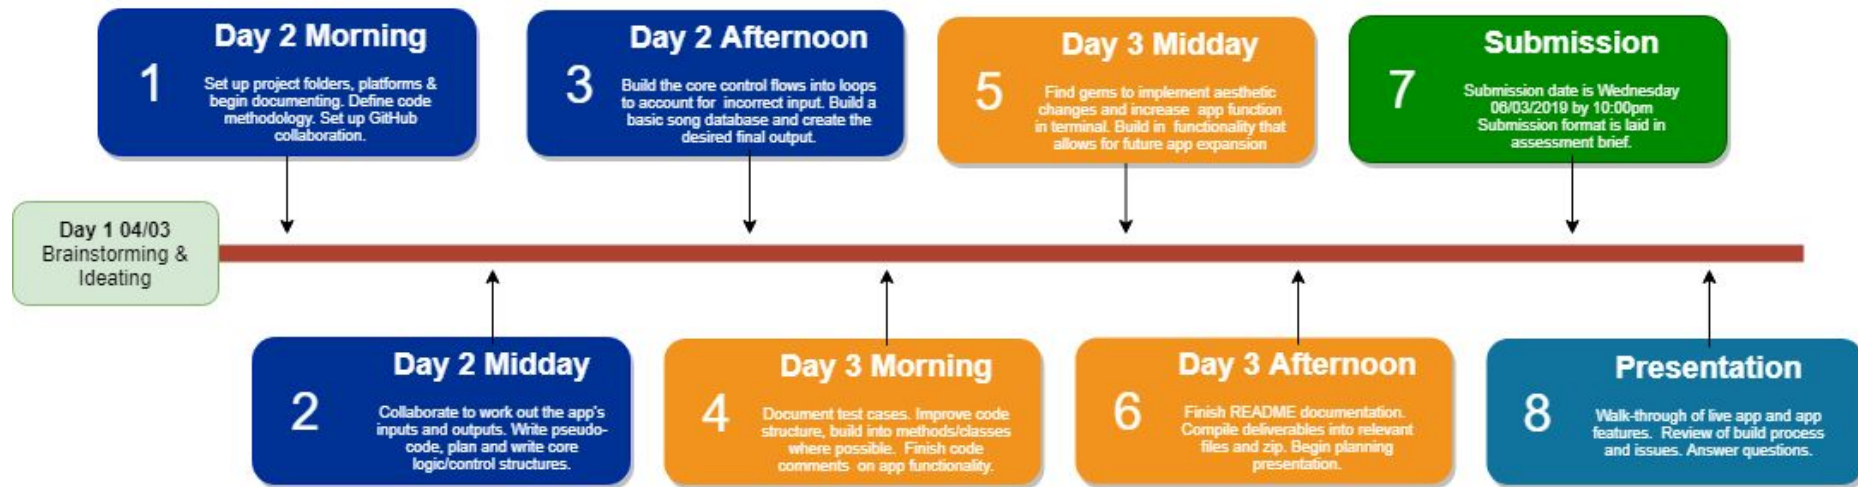 Day 1 04/03
Brainstorming &
Ideating
1
Day 2 Morning
Set up project folders, platforms &
begin documenting. Define code
methodology. Set up GitHub
collaboration.
2
Day 2 Midday
Collaborate to work out the app's
inputs and outputs. Write pseudo-
code, plan and write core
logic/control structures.
3
Day 2 Afternoon
Build the core control flows into loops
to account for incorrect input. Build a
basic song database and create the
desired final output.
4
Day 3 Morning
Document test cases. Improve code
structure, build into methods/classes
where possible. Finish code
comments on app functionality.
5
Day 3 Midday
Find gems to implement aesthetic
changes and increase app function
in terminal. Build in functionality that
allows for future app expansion
6
Day 3 Afternoon
Finish README documentation.
Compile deliverables into relevant
files and zip. Begin planning
presentation.
7
Submission
Submission date is Wednesday
06/03/2019 by 10:00pm
Submission format is laid in
assessment brief.
8
Presentation
Walk-through of live app and app
features. Review of build process
and issues. Answer questions.